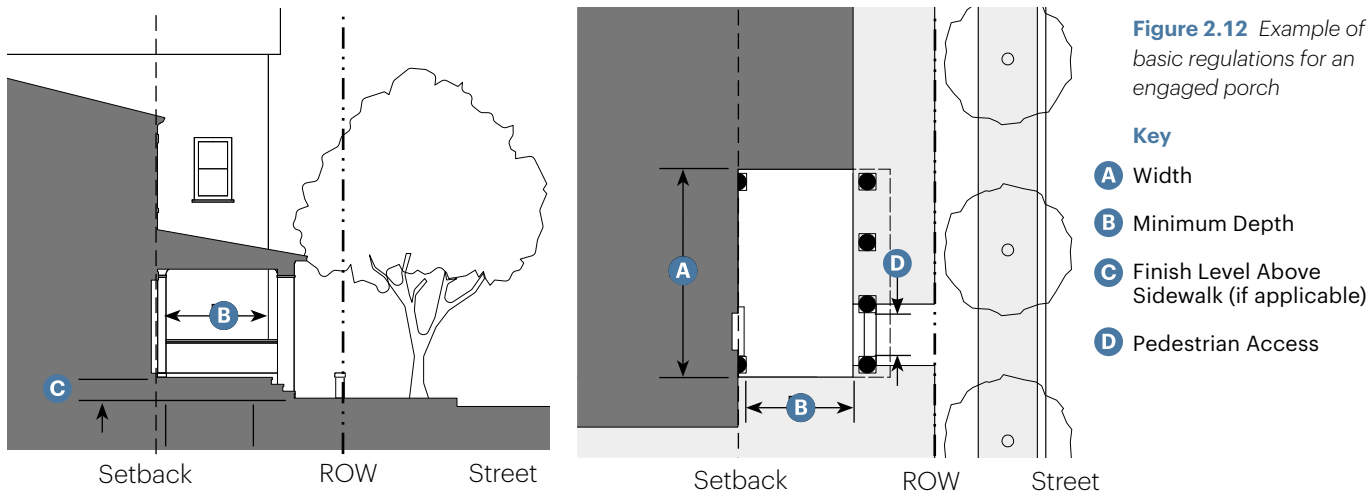 B
C
Setback
ROW
Street
A
D
B
Setback
ROW
Street
Figure 2.12 Example of
basic regulations for an
engaged porch
Key
A Width
B Minimum Depth
C Finish Level Above
Sidewalk (if applicable)
D Pedestrian Access